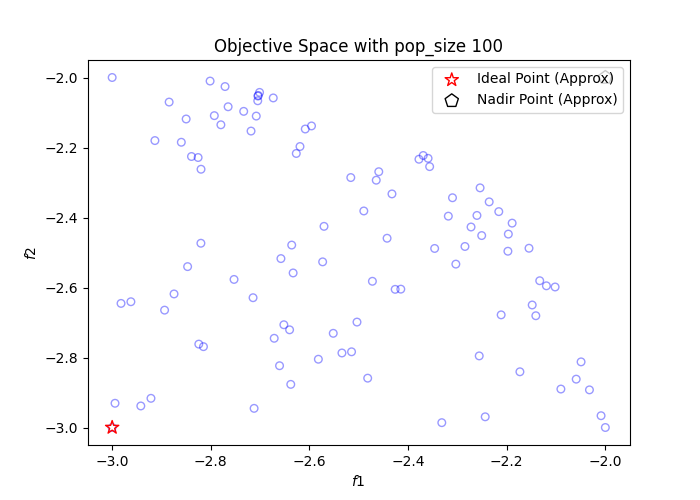 Objective Space with pop_size 100
Ideal Point (Approx)
Nadir Point (Approx)
−2.0
−2.2
−2.4
−2.6
−2.8
−3.0
f2
−3.0 −2.8 −2.6 −2.4 −2.2 −2.0
f1